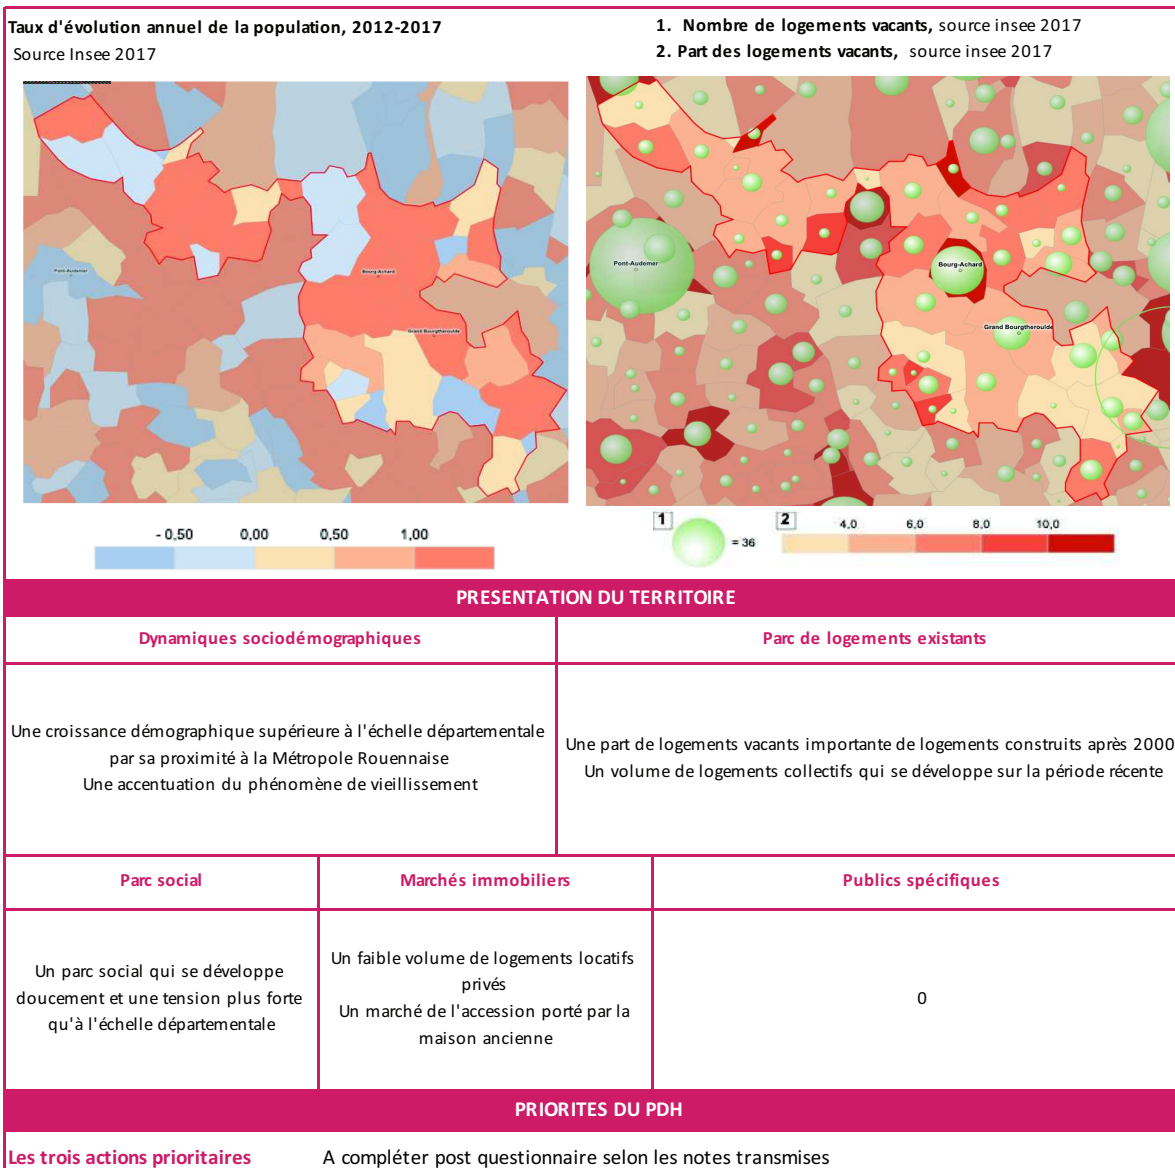 Taux d'évolution annuel de la population, 2012-2017
Source Insee 2017
1. Nombre de logements vacants, source insee 2017
2. Part des logements vacants, source insee 2017
Pont-Audemer
Bourg-Achard
Grand Bourgtheroulde
- 0,50 0,00 0,50 1,00
Pont-Audemer
Bourg-Achard
Grand Bourgtheroulde
1 = 36
2 4,0 6,0 8,0 10,0
PRESENTATION DU TERRITOIRE
Dynamiques sociodémographiques
Parc de logements existants
Une croissance démographique supérieure à l'échelle départementale
par sa proximité à la Métropole Rouennaise
Une accentuation du phénomène de vieillissement
Une part de logements vacants importante de logements construits après 2000
Un volume de logements collectifs qui se développe sur la période récente
Parc social
Marchés immobiliers
Publics spécifiques
Un parc social qui se développe
doucement et une tension plus forte
qu'à l'échelle départementale
Un faible volume de logements locatifs
privés
Un marché de l'accession porté par la
maison ancienne
0
PRIORITES DU PDH
Les trois actions prioritaires A compléter post questionnaire selon les notes transmises